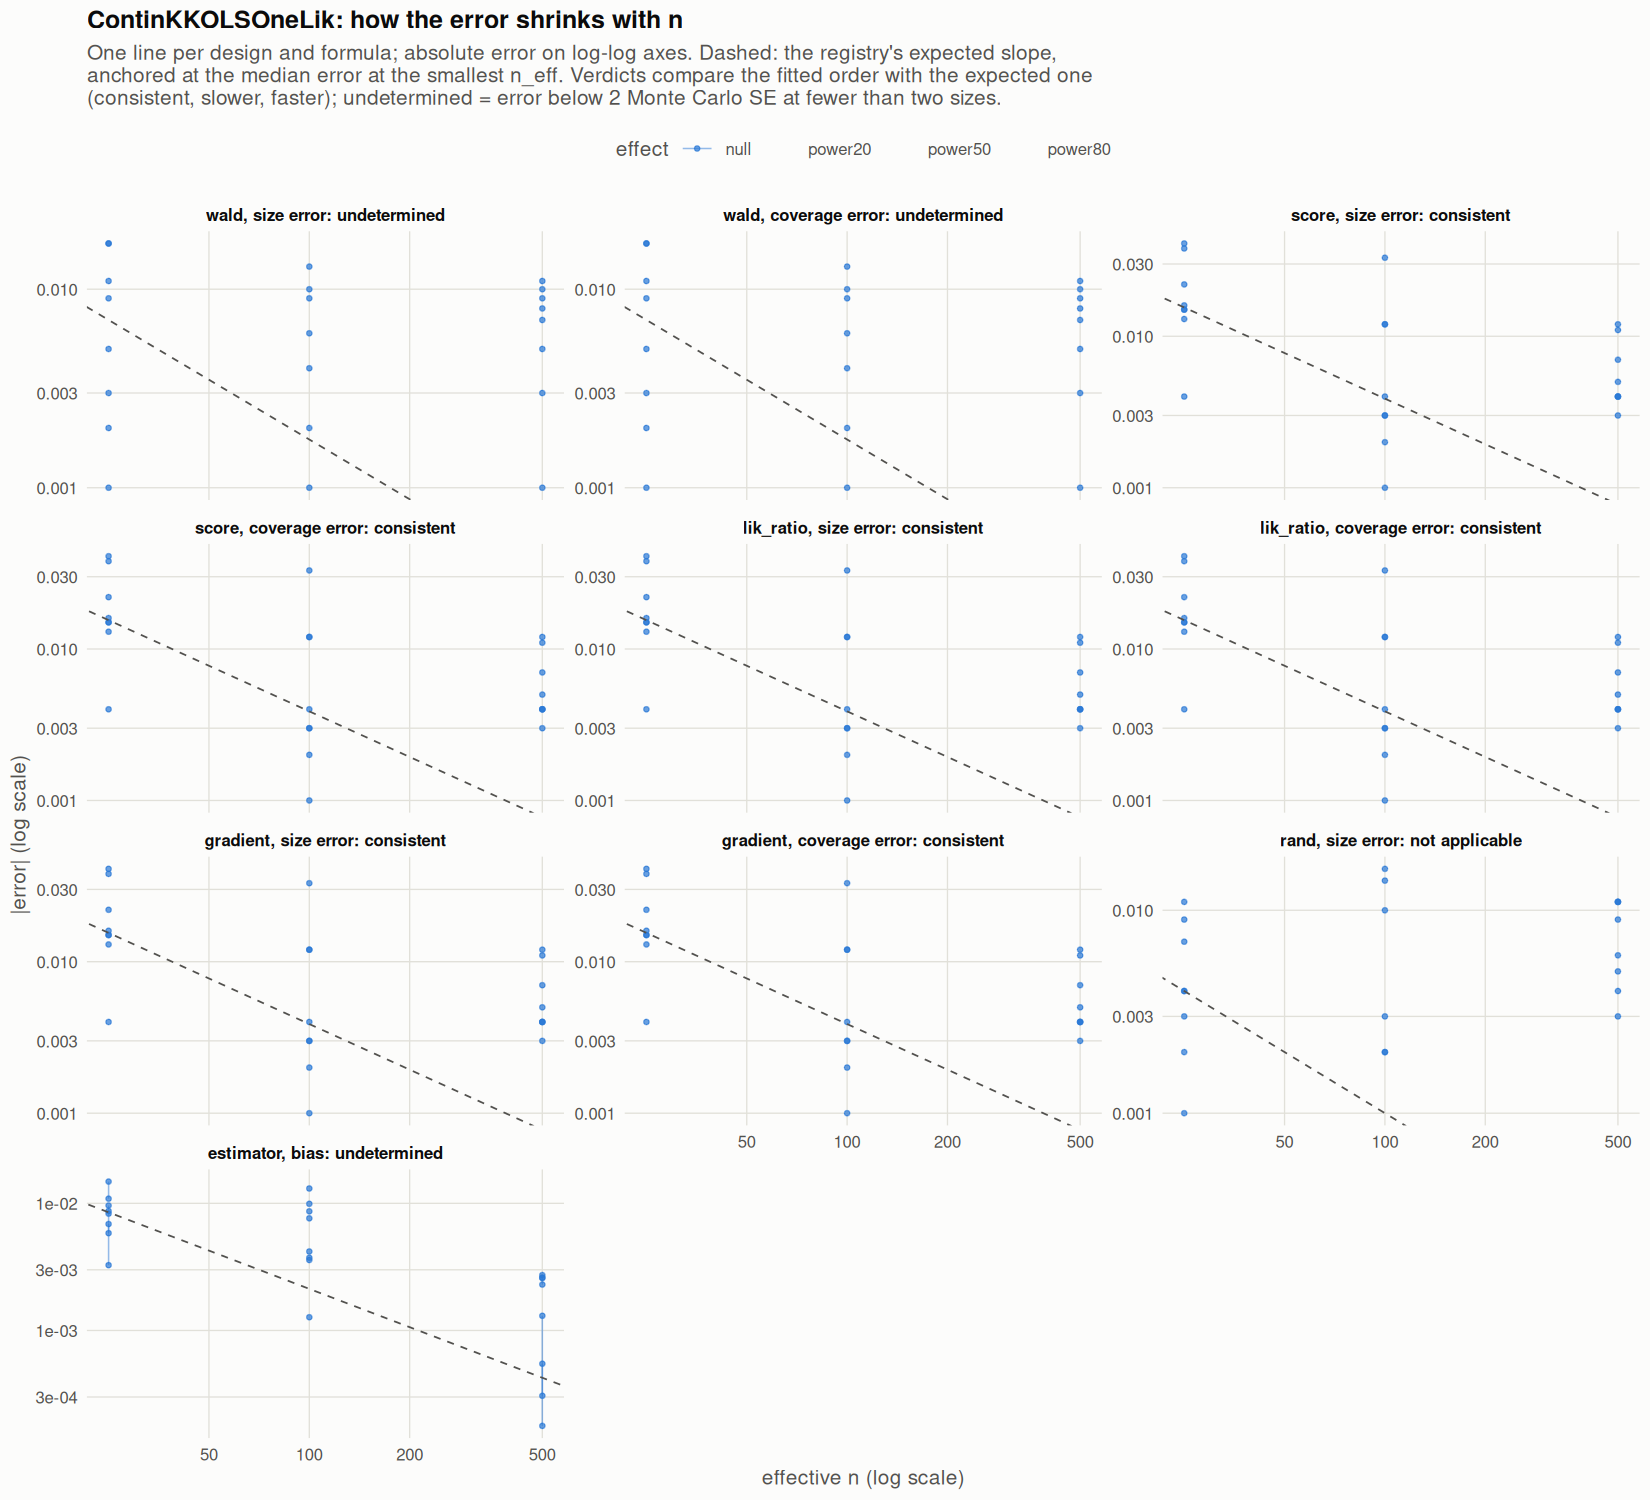 ContinKKOLSOneLik: how the error shrinks with n
One line per design and formula; absolute error on log-log axes. Dashed: the registry's expected slope,
anchored at the median error at the smallest n_eff. Verdicts compare the fitted order with the expected one
(consistent, slower, faster); undetermined = error below 2 Monte Carlo SE at fewer than two sizes.
effect null power20 power50 power80
wald, size error: undetermined
0.010
0.003
0.001
wald, coverage error: undetermined
0.010
0.003
0.001
score, size error: consistent
0.030
0.010
0.003
0.001
score, coverage error: consistent
0.030
0.010
0.003
0.001
lik_ratio, size error: consistent
0.030
0.010
0.003
0.001
lik_ratio, coverage error: consistent
0.030
0.010
0.003
0.001
gradient, size error: consistent
0.030
0.010
0.003
0.001
gradient, coverage error: consistent
0.030
0.010
0.003
0.001
50 100 200 500
rand, size error: not applicable
0.010
0.003
0.001
50 100 200 500
estimator, bias: undetermined
1e-02
3e-03
1e-03
3e-04
50 100 200 500
|error| (log scale)
effective n (log scale)